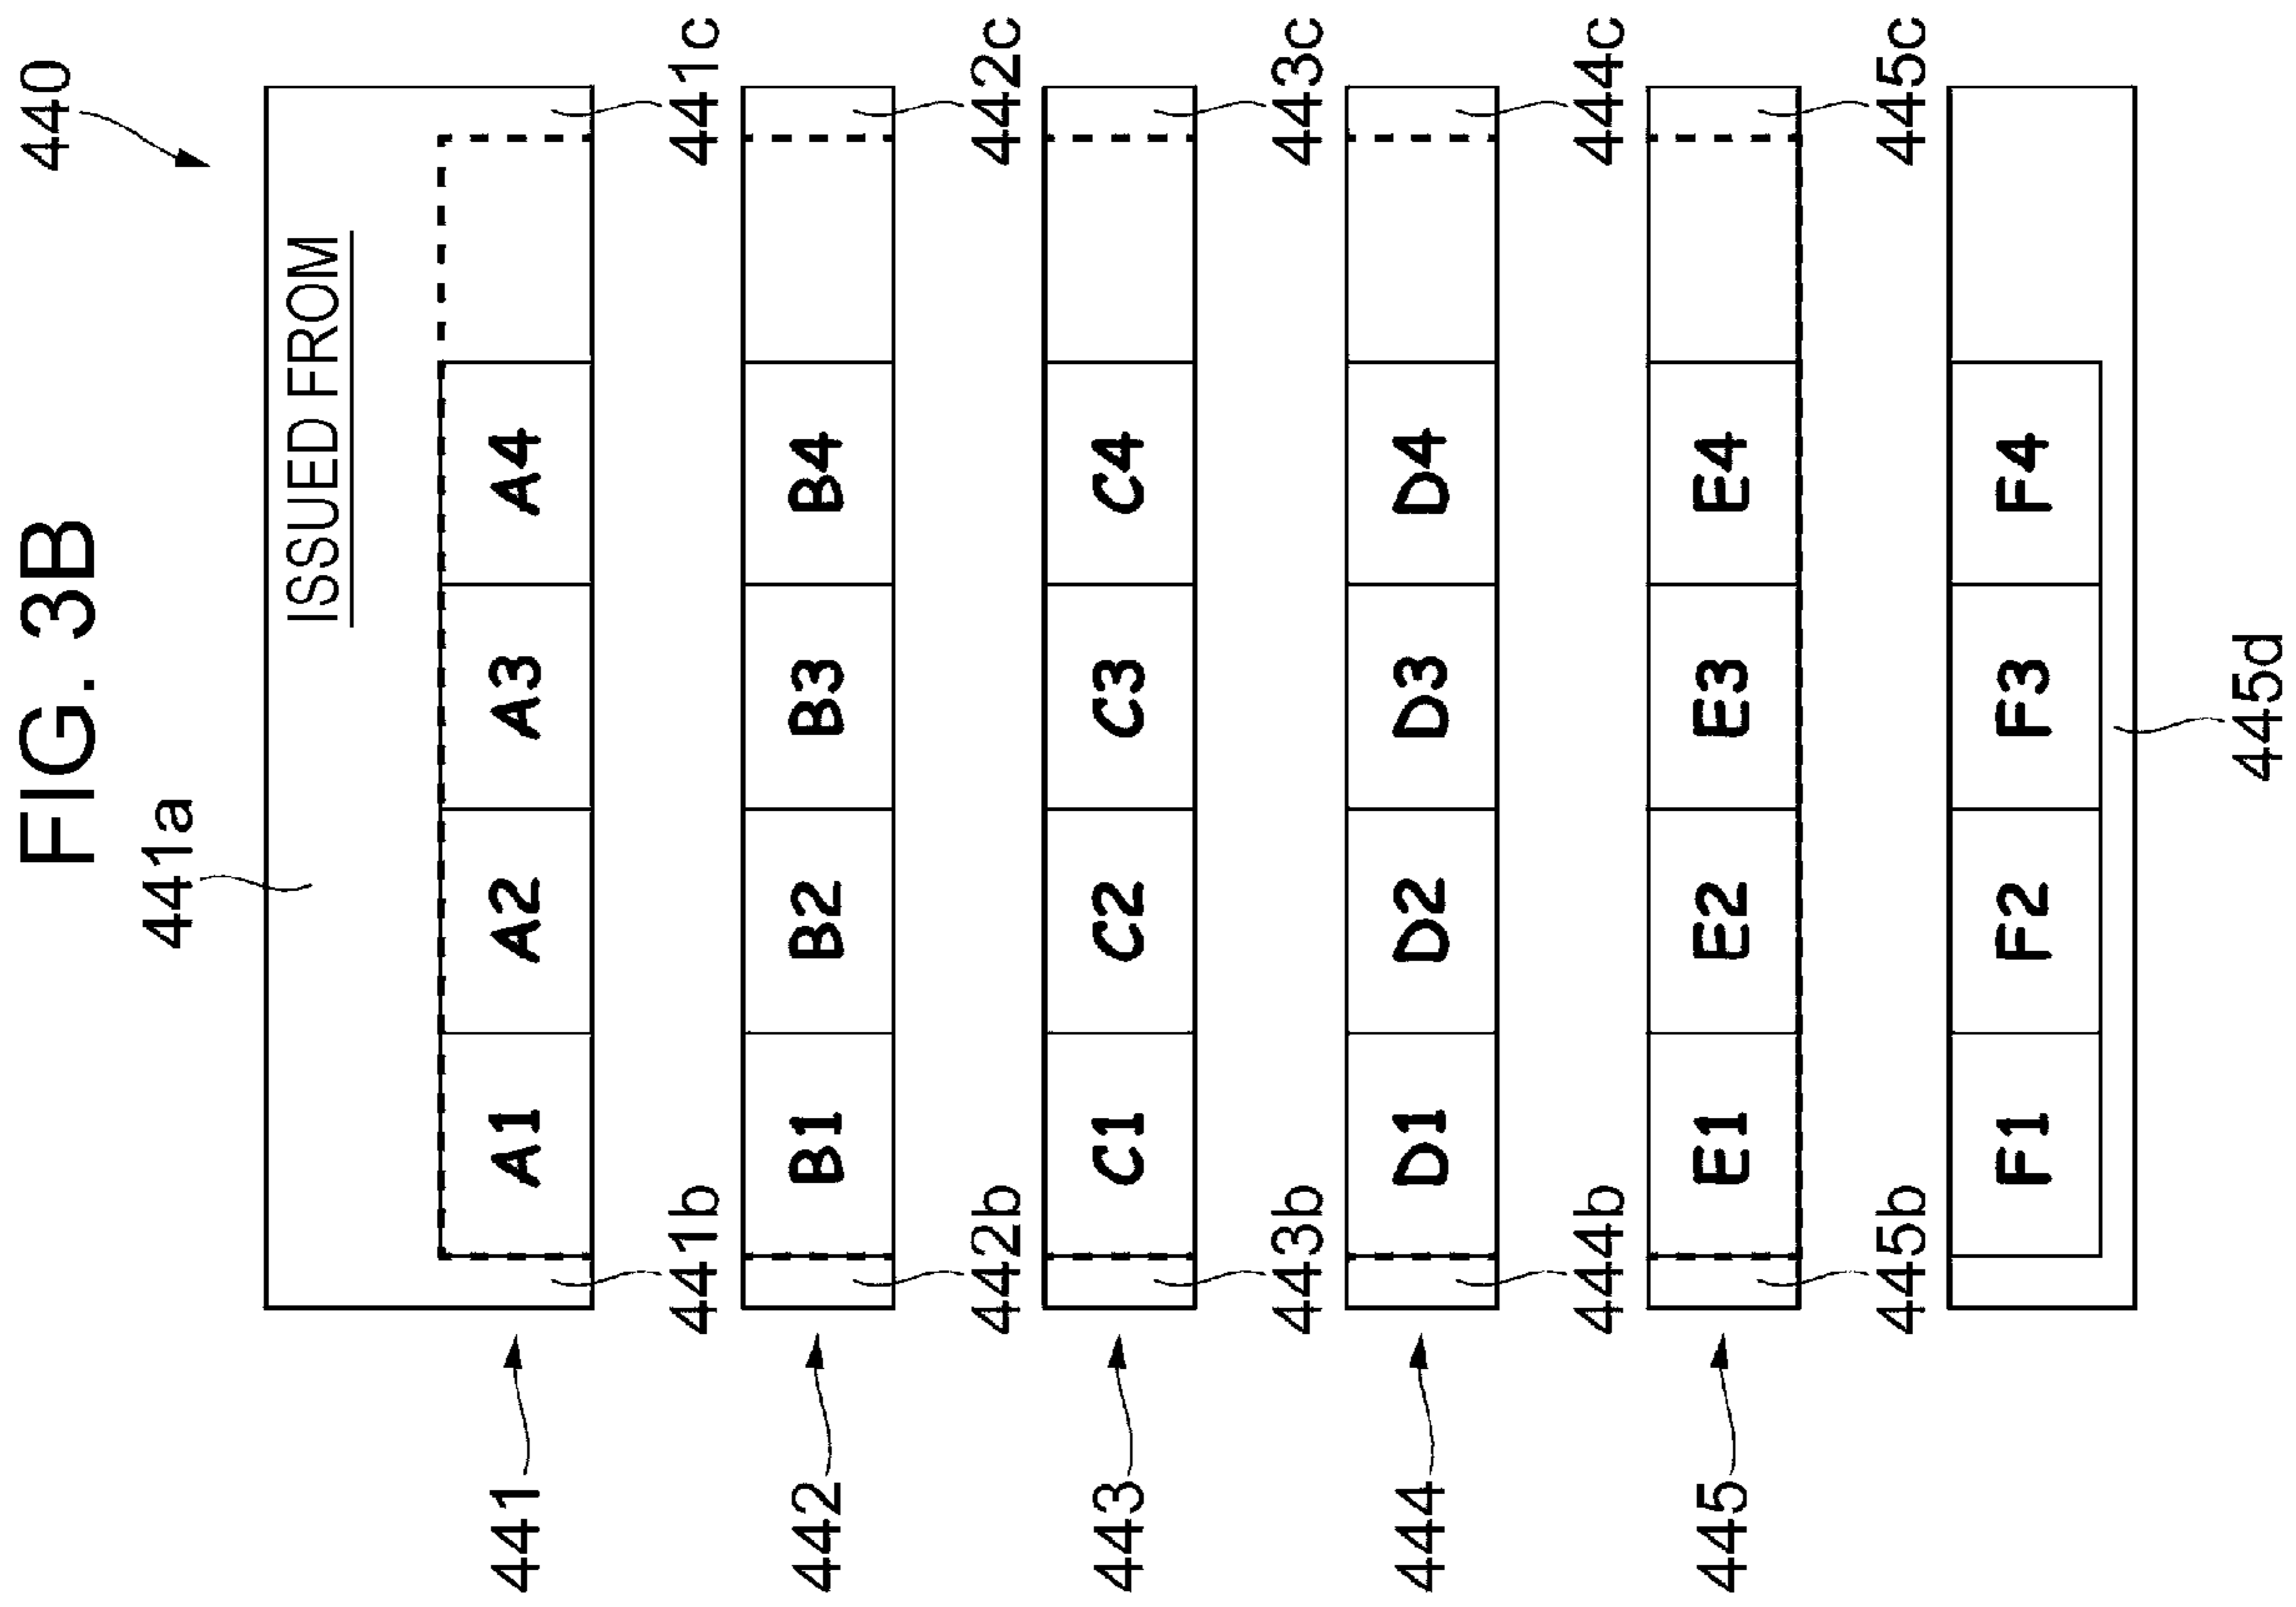 FIG. 3B
440
441a
ISSUED FROM
441 A1 A2 A3 A4
441b 441c
442 B1 B2 B3 B4
442b 442c
443 C1 C2 C3 C4
443b 443c
444 D1 D2 D3 D4
444b 444c
445 E1 E2 E3 E4
445b 445c
F1 F2 F3 F4
445d